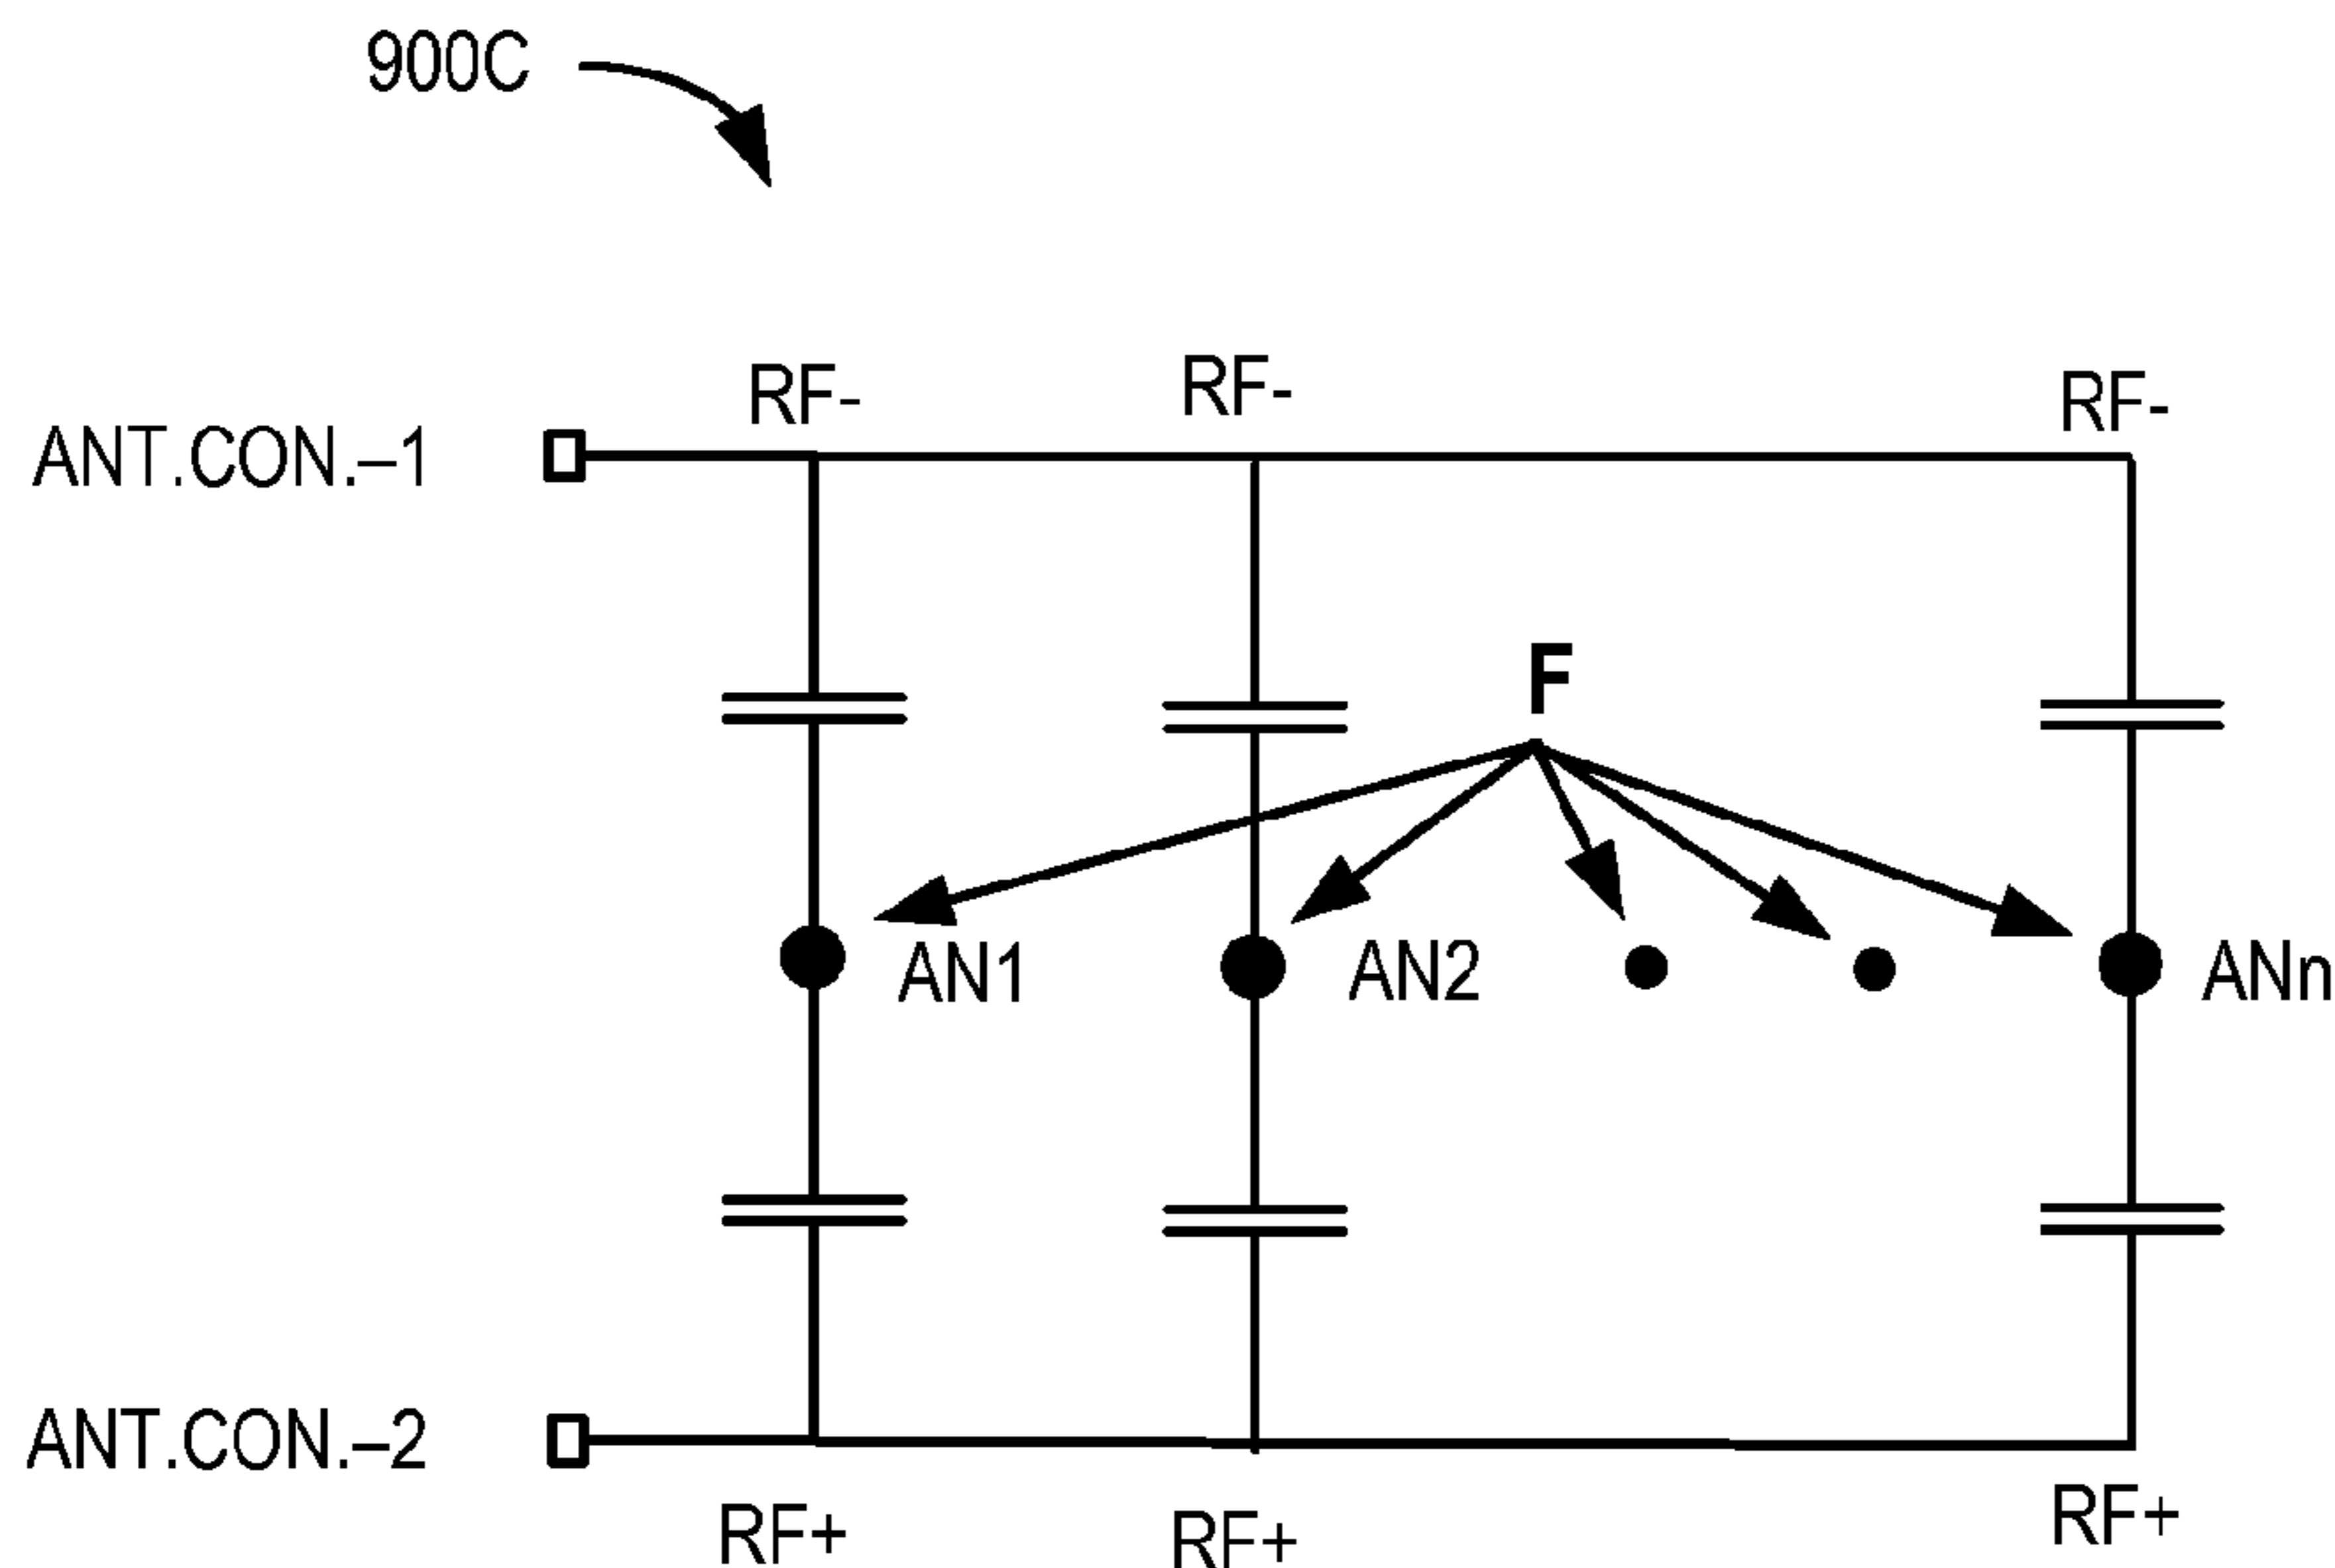 900C
RF- RF- RF-
ANT.CON.–1
F
AN1 AN2 ANn
ANT.CON.–2
RF+ RF+ RF+